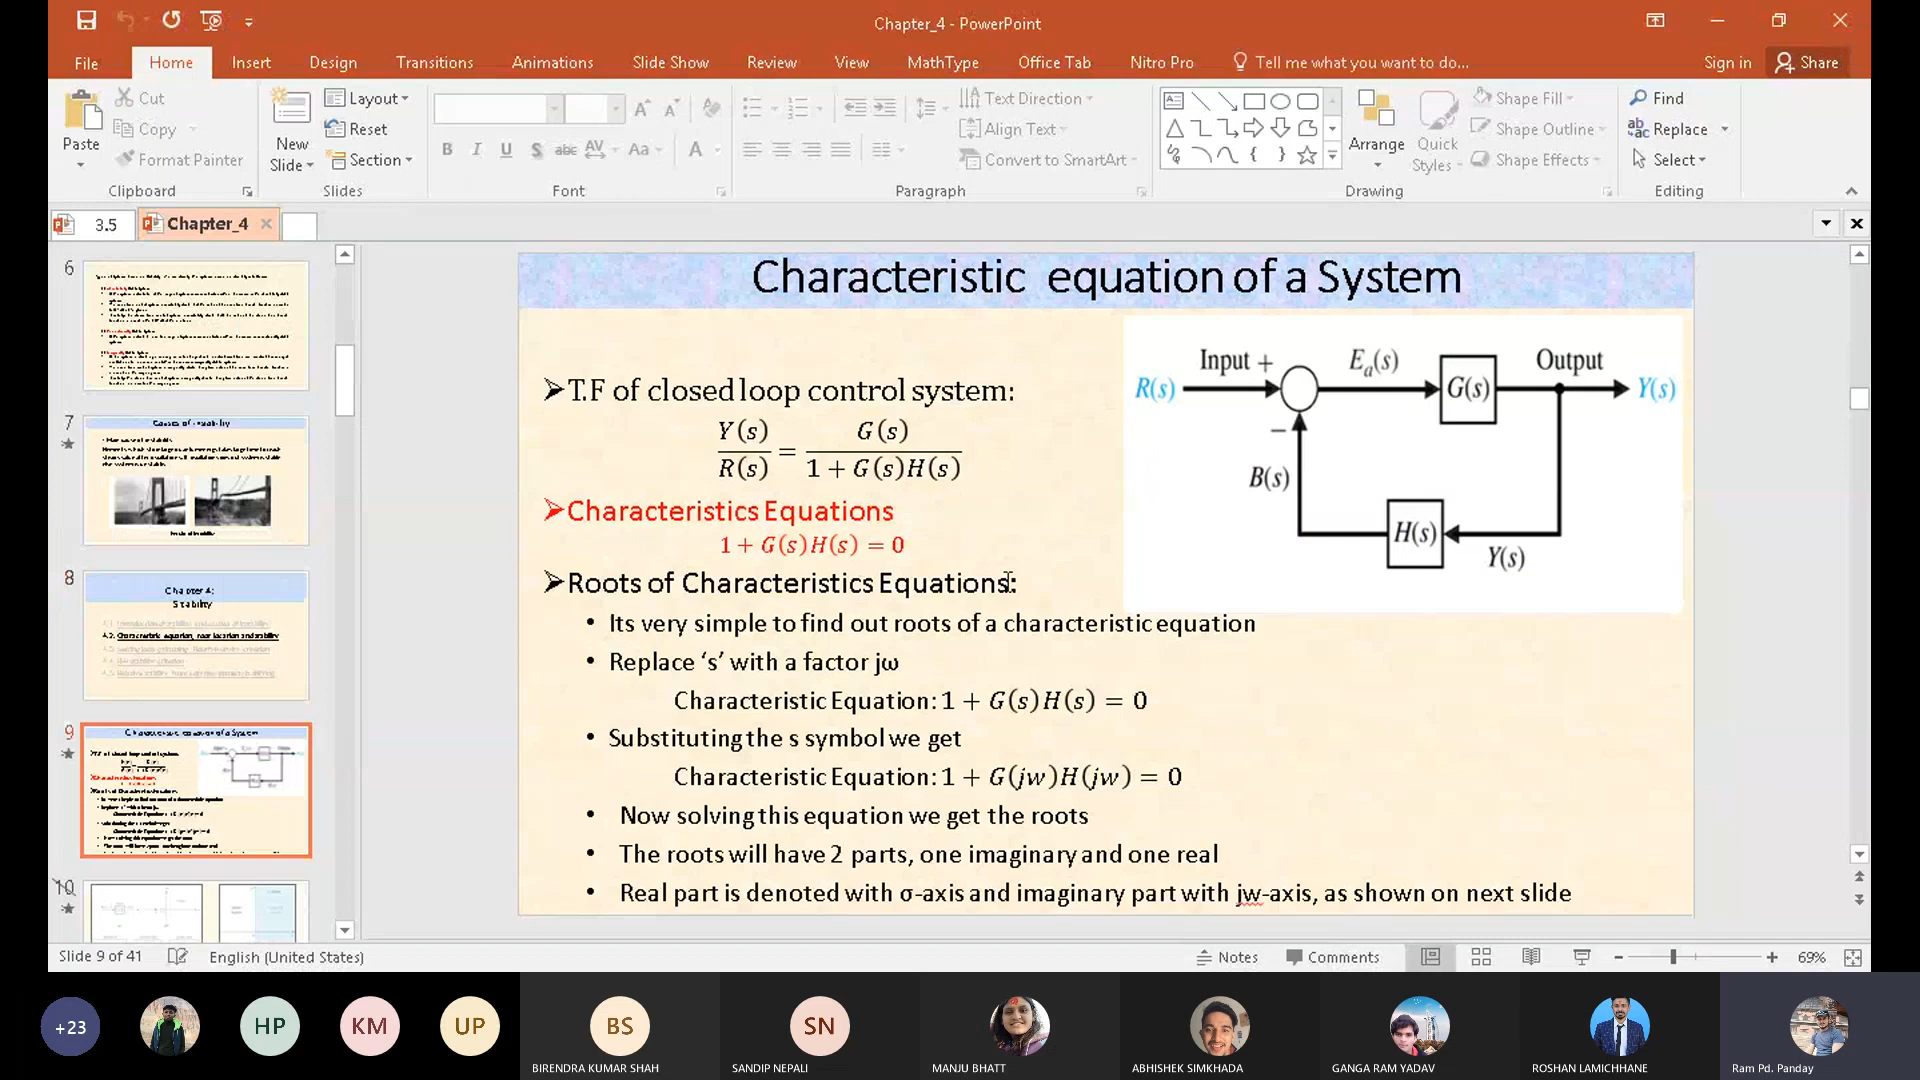 Chapter_4 - PowerPoint
File Home Insert Design Transitions Animations Slide Show Review View MathType Office Tab Nitro Pro Tell me what you want to do... Sign in Share
Paste
Cut
Copy
Format Painter
Clipboard
New Slide
Layout
Reset
Section
Slides
B I U S abc AV Aa A
Font
Text Direction
Align Text
Convert to SmartArt
Paragraph
Arrange
Quick Styles
Shape Fill
Shape Outline
Shape Effects
Drawing
Find
Replace
Select
Editing
3.5 Chapter_4
6
7
8
Chapter 4:
Stability
9
Characteristic equation of a System
10
Characteristic equation of a System
➢T.F of closed loop control system:
Y(s)/R(s) = G(s)/(1 + G(s)H(s))
➢Characteristics Equations
1 + G(s)H(s) = 0
➢Roots of Characteristics Equations:
• Its very simple to find out roots of a characteristic equation
• Replace ‘s’ with a factor jω
Characteristic Equation: 1 + G(s)H(s) = 0
• Substituting the s symbol we get
Characteristic Equation: 1 + G(jw)H(jw) = 0
• Now solving this equation we get the roots
• The roots will have 2 parts, one imaginary and one real
• Real part is denoted with σ-axis and imaginary part with jw-axis, as shown on next slide
Input + Ea(s) Output
R(s) G(s) Y(s)
−
B(s)
H(s)
Y(s)
Slide 9 of 41 English (United States) Notes Comments 69%
+23 HP KM UP BS SN
BIRENDRA KUMAR SHAH SANDIP NEPALI MANJU BHATT ABHISHEK SIMKHADA GANGA RAM YADAV ROSHAN LAMICHHANE Ram Pd. Panday